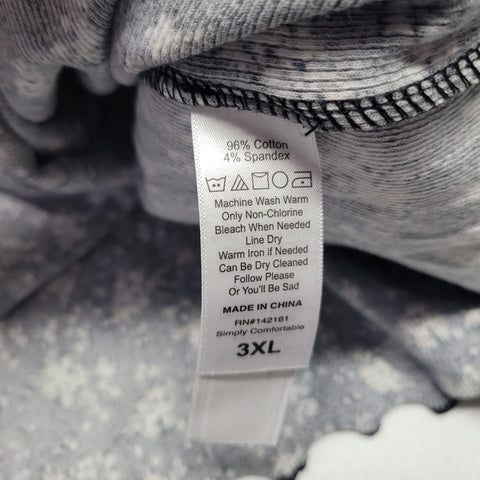 96% Cotton
4% Spandex
Machine Wash Warm
Only Non-Chlorine
Bleach When Needed
Line Dry
Warm Iron if Needed
Can Be Dry Cleaned
Follow Please
Or You'll Be Sad
MADE IN CHINA
RN#142161
Simply Comfortable
3XL